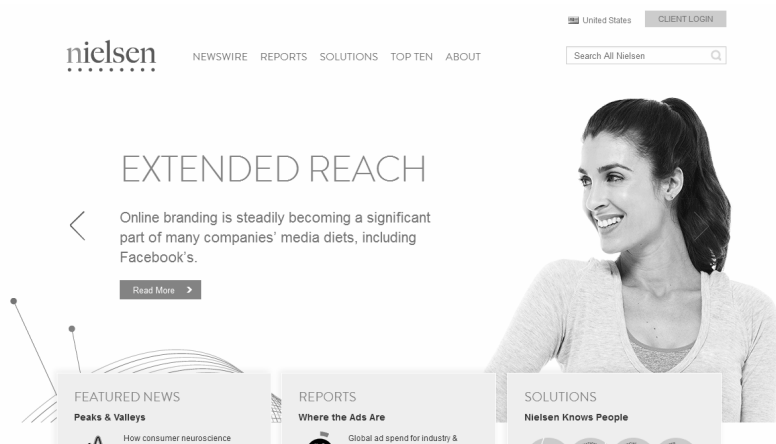 United States
CLIENT LOGIN
nielsen
NEWSWIRE REPORTS SOLUTIONS TOP TEN ABOUT
Search All Nielsen
EXTENDED REACH
Online branding is steadily becoming a significant
part of many companies' media diets, including
Facebook's.
Read More
FEATURED NEWS
Peaks & Valleys
How consumer neuroscience
REPORTS
Where the Ads Are
Global ad spend for industry &
SOLUTIONS
Nielsen Knows People